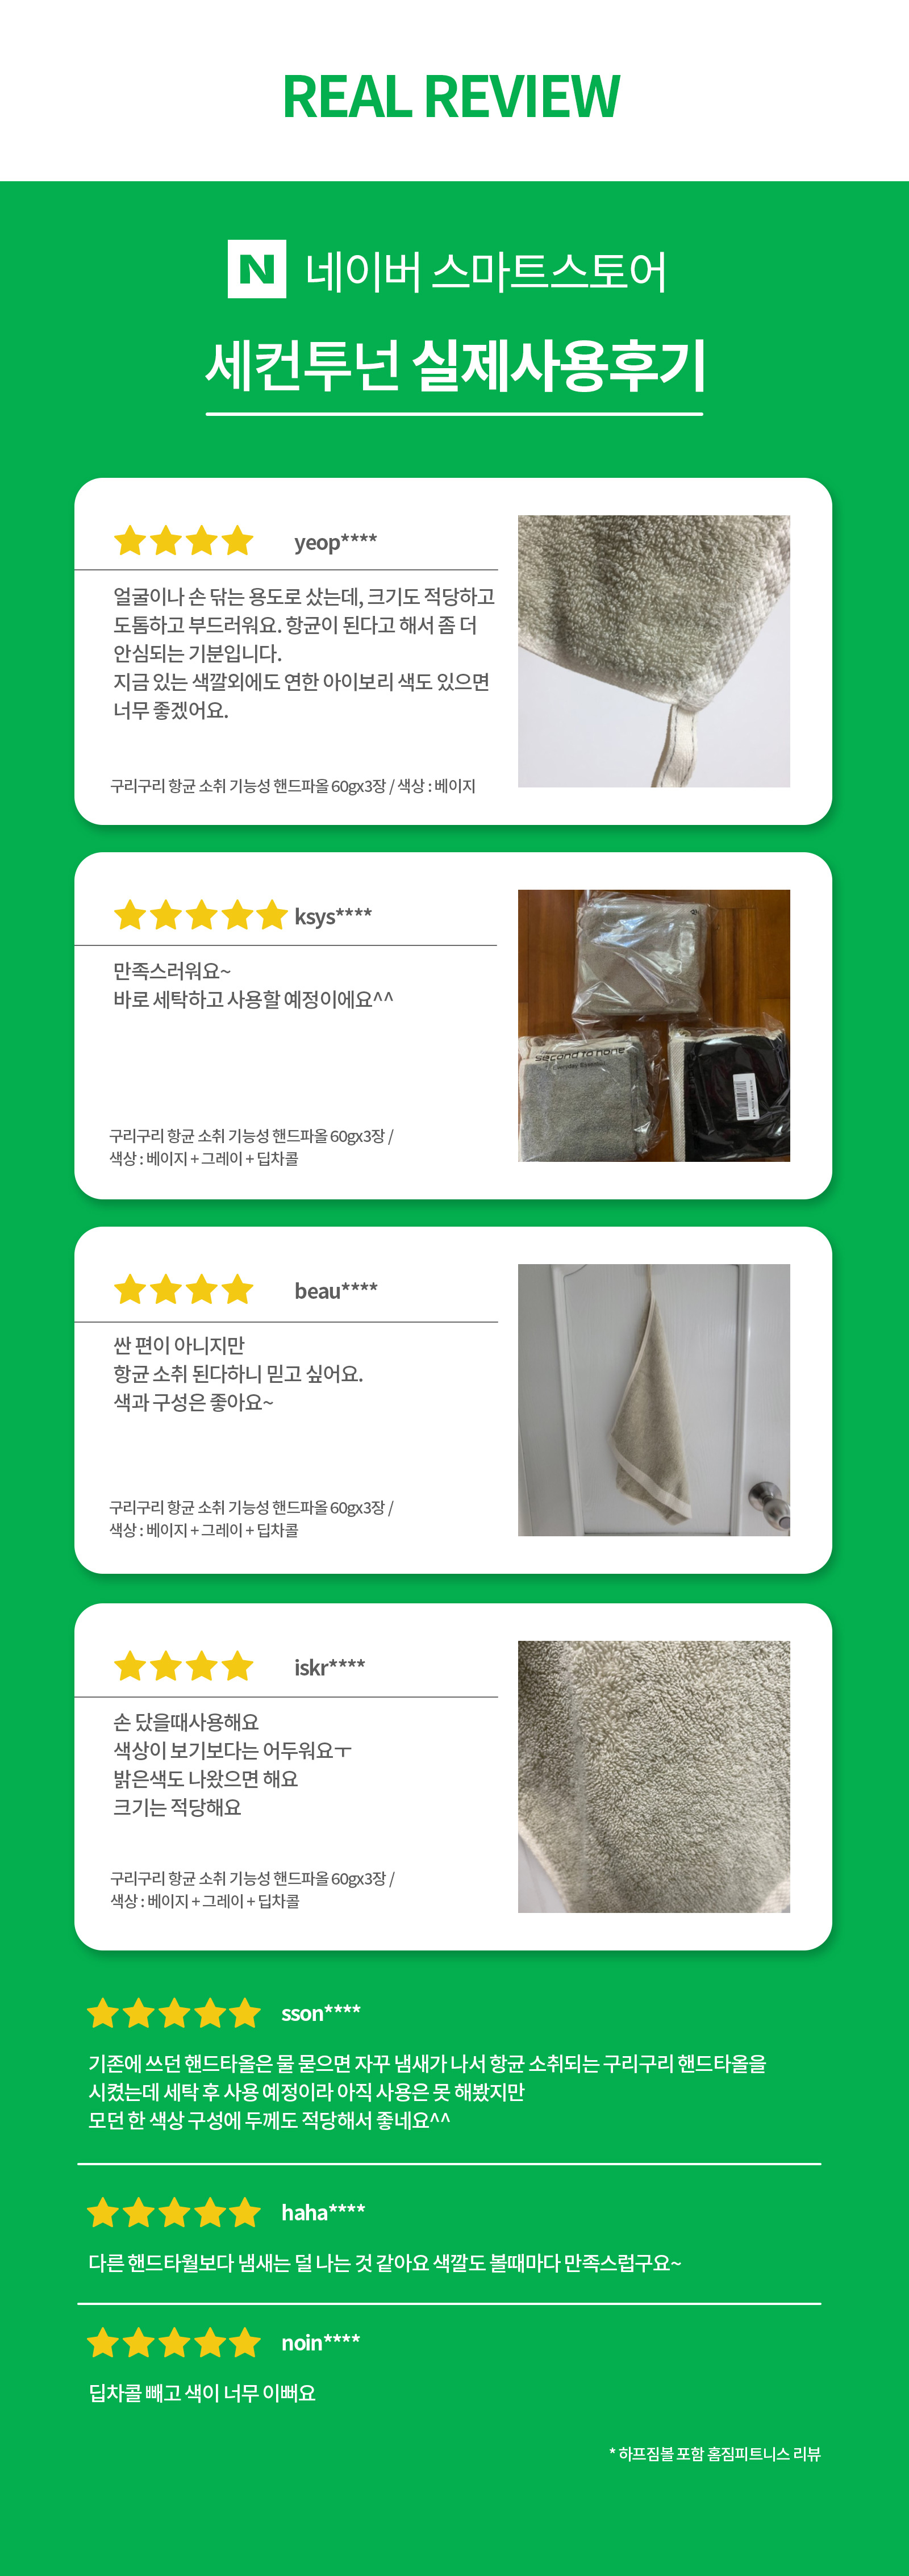 REAL REVIEW
N 네이버 스마트스토어
세컨투넌 실제사용후기
yeop****
얼굴이나 손 닦는 용도로 샀는데, 크기도 적당하고
도톰하고 부드러워요. 항균이 된다고 해서 좀 더
안심되는 기분입니다.
지금 있는 색깔외에도 연한 아이보리 색도 있으면
너무 좋겠어요.
구리구리 항균 소취 기능성 핸드파올 60gx3장 / 색상 : 베이지
ksys****
만족스러워요~
바로 세탁하고 사용할 예정이에요^^
second to none
Everyday Essential
구리구리 항균 소취 기능성 핸드파올 60gx3장 /
색상 : 베이지 + 그레이 + 딥차콜
beau****
싼 편이 아니지만
항균 소취 된다하니 믿고 싶어요.
색과 구성은 좋아요~
구리구리 항균 소취 기능성 핸드파올 60gx3장 /
색상 : 베이지 + 그레이 + 딥차콜
iskr****
손 닸을때사용해요
색상이 보기보다는 어두워요ㅜ
밝은색도 나왔으면 해요
크기는 적당해요
구리구리 항균 소취 기능성 핸드파올 60gx3장 /
색상 : 베이지 + 그레이 + 딥차콜
sson****
기존에 쓰던 핸드타올은 물 묻으면 자꾸 냄새가 나서 항균 소취되는 구리구리 핸드타올을
시켰는데 세탁 후 사용 예정이라 아직 사용은 못 해봤지만
모던 한 색상 구성에 두께도 적당해서 좋네요^^
haha****
다른 핸드타월보다 냄새는 덜 나는 것 같아요 색깔도 볼때마다 만족스럽구요~
noin****
딥차콜 빼고 색이 너무 이뻐요
* 하프짐볼 포함 홈짐피트니스 리뷰